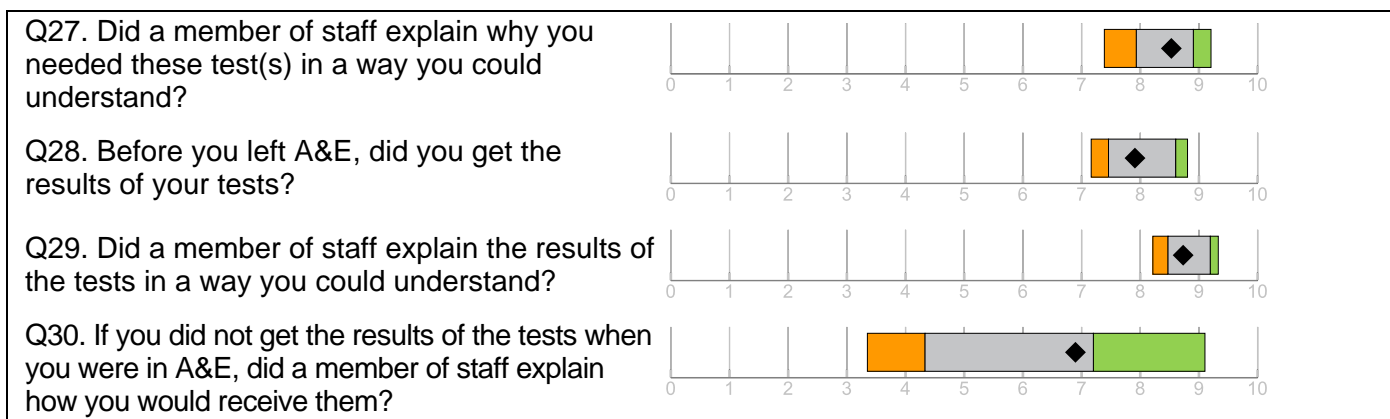 Q27. Did a member of staff explain why you
needed these test(s) in a way you could
understand?
0 1 2 3 4 5 6 7 8 9 10
Q28. Before you left A&E, did you get the
results of your tests?
0 1 2 3 4 5 6 7 8 9 10
Q29. Did a member of staff explain the results of
the tests in a way you could understand?
0 1 2 3 4 5 6 7 8 9 10
Q30. If you did not get the results of the tests when
you were in A&E, did a member of staff explain
how you would receive them?
0 1 2 3 4 5 6 7 8 9 10